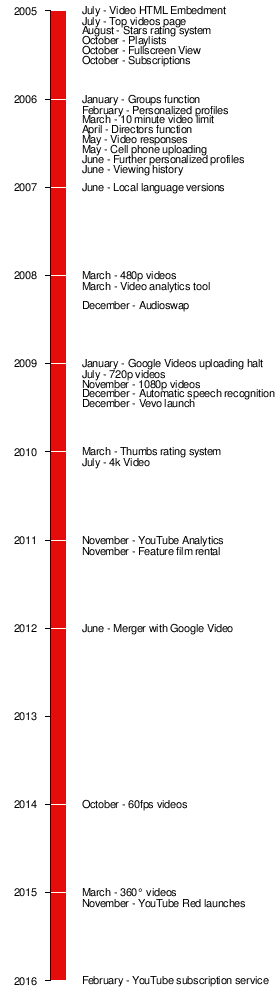 2005
July - Video HTML Embedment
July - Top videos page
August - Stars rating system
October - Playlists
October - Fullscreen View
October - Subscriptions
2006
January - Groups function
February - Personalized profiles
March - 10 minute video limit
April - Directors function
May - Video responses
May - Cell phone uploading
June - Further personalized profiles
June - Viewing history
2007
June - Local language versions
2008
March - 480p videos
March - Video analytics tool
December - Audioswap
2009
January - Google Videos uploading halt
July - 720p videos
November - 1080p videos
December - Automatic speech recognition
December - Vevo launch
2010
March - Thumbs rating system
July - 4k Video
2011
November - YouTube Analytics
November - Feature film rental
2012
June - Merger with Google Video
2013
2014
October - 60fps videos
2015
March - 360° videos
November - YouTube Red launches
2016
February - YouTube subscription service